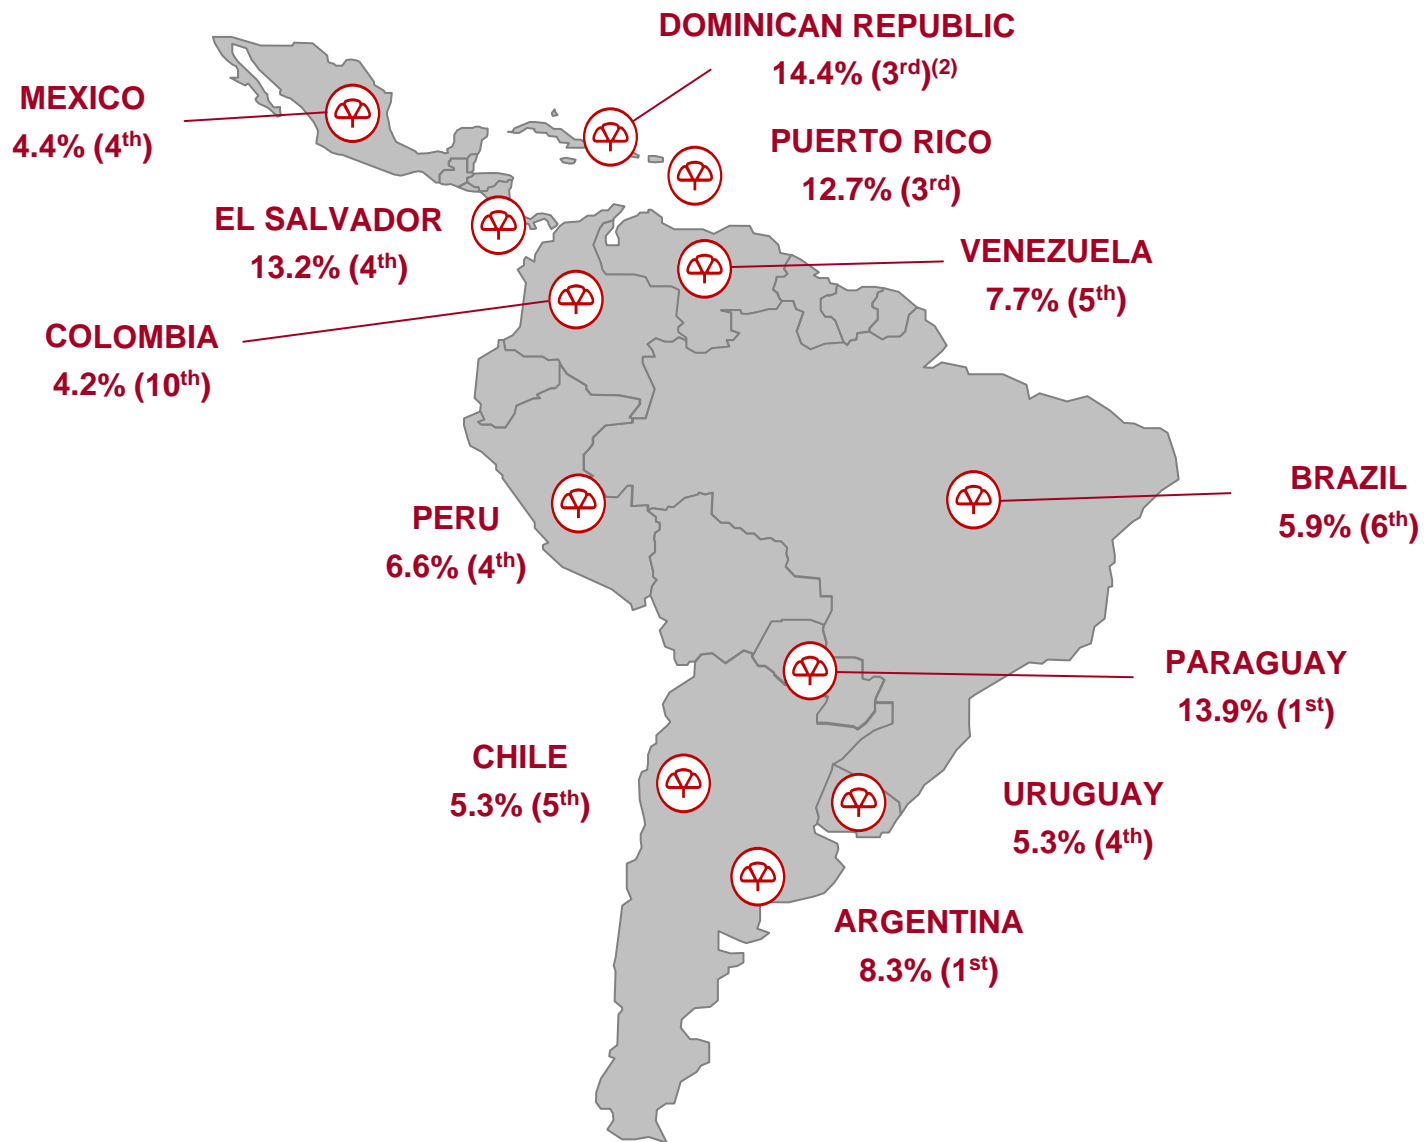 DOMINICAN REPUBLIC
14.4% (3rd)(2)
MEXICO
4.4% (4th)
PUERTO RICO
12.7% (3rd)
EL SALVADOR
13.2% (4th)
VENEZUELA
7.7% (5th)
COLOMBIA
4.2% (10th)
BRAZIL
5.9% (6th)
PERU
6.6% (4th)
PARAGUAY
13.9% (1st)
CHILE
5.3% (5th)
URUGUAY
5.3% (4th)
ARGENTINA
8.3% (1st)